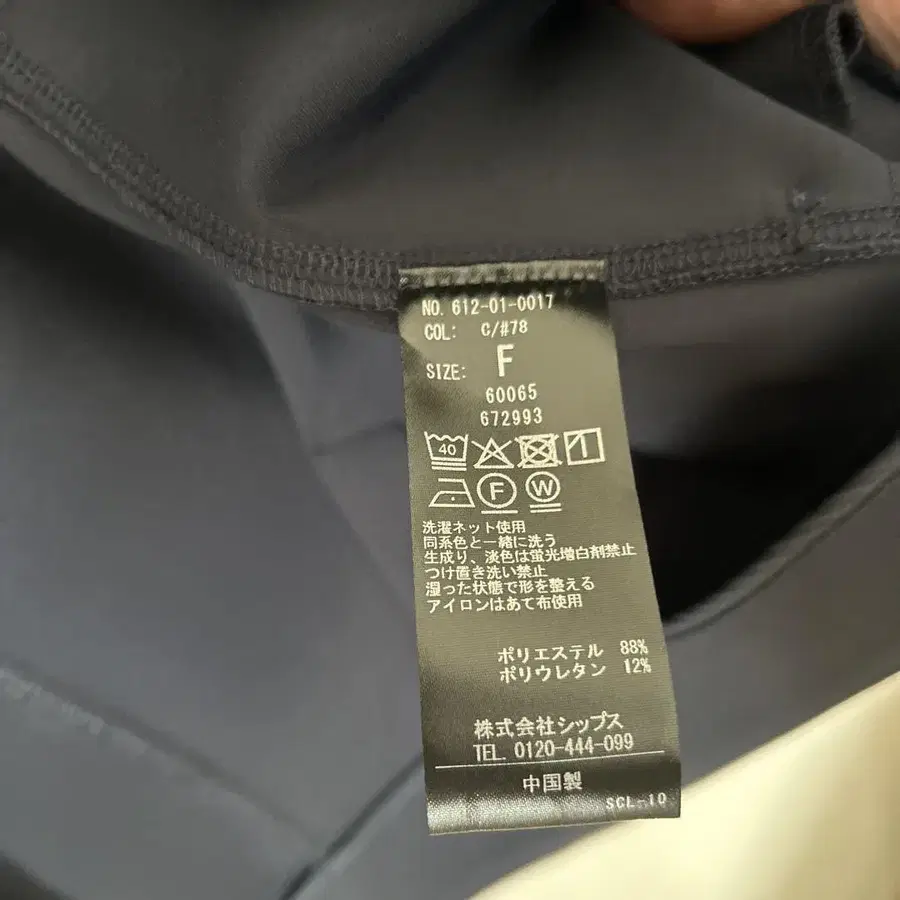 NO. 612-01-0017
COL: C/#78
SIZE: F
60065
672993
40
F W
洗濯ネット使用
同系色と一緒に洗う
生成り、淡色は蛍光増白剤禁止
つけ置き洗い禁止
湿った状態で形を整える
アイロンはあて布使用
ポリエステル 88%
ポリウレタン 12%
株式会社シップス
TEL. 0120-444-099
中国製
SCL-10